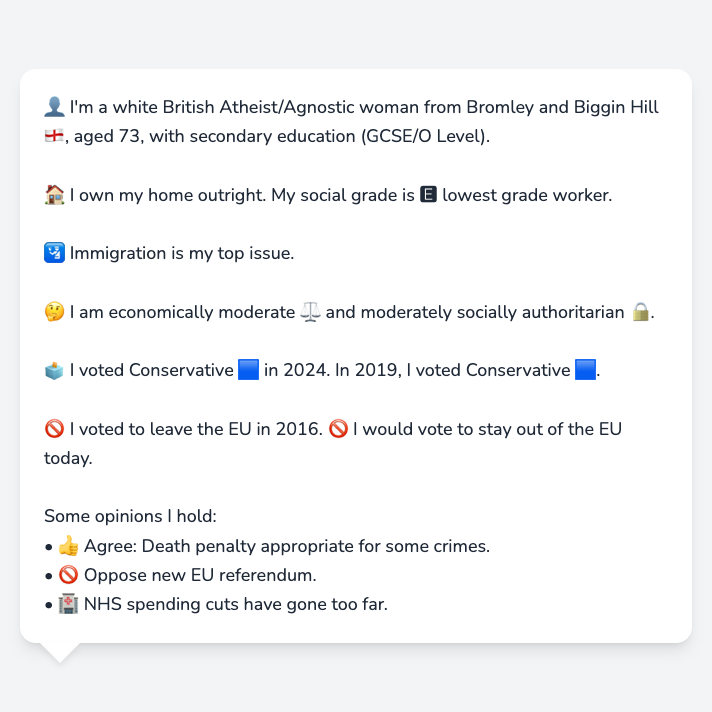 👤 I'm a white British Atheist/Agnostic woman from Bromley and Biggin Hill
🏴󠁧󠁢󠁥󠁮󠁧󠁿, aged 73, with secondary education (GCSE/O Level).
🏠 I own my home outright. My social grade is 🅴 lowest grade worker.
🛂 Immigration is my top issue.
🤔 I am economically moderate ⚖️ and moderately socially authoritarian 🔒.
🗳️ I voted Conservative 🟦 in 2024. In 2019, I voted Conservative 🟦.
🚫 I voted to leave the EU in 2016. 🚫 I would vote to stay out of the EU
today.
Some opinions I hold:
• 👍 Agree: Death penalty appropriate for some crimes.
• 🚫 Oppose new EU referendum.
• 🏥 NHS spending cuts have gone too far.